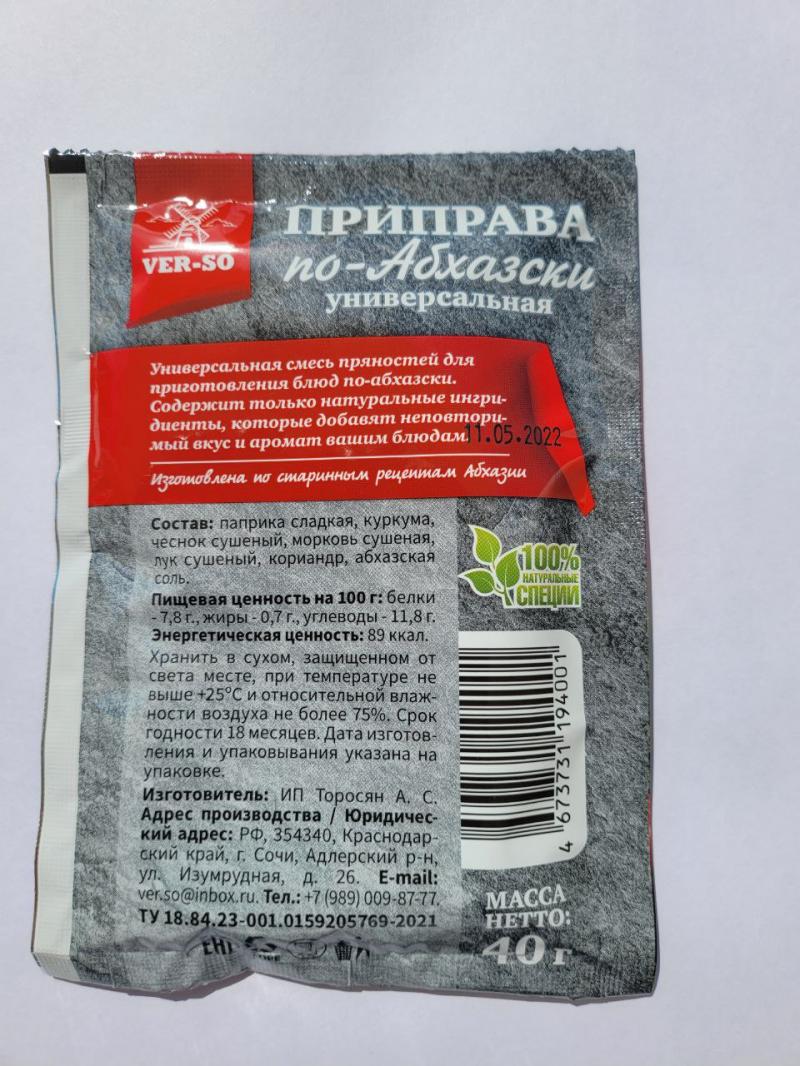 VER-SO
ПРИПРАВА
по-Абхазски
универсальная
Универсальная смесь пряностей для
приготовления блюд по-абхазски.
Содержит только натуральные ингри-
диенты, которые добавят неповтори-
мый вкус и аромат вашим блюдам
11.05.2022
Изготовлена по старинным рецептам Абхазии
Состав: паприка сладкая, куркума,
чеснок сушеный, морковь сушеная,
лук сушеный, кориандр, абхазская
соль.
100%
НАТУРАЛЬНЫЕ
СПЕЦИИ
Пищевая ценность на 100 г: белки
- 7,8 г., жиры - 0,7 г., углеводы - 11,8 г.
Энергетическая ценность: 89 ккал.
Хранить в сухом, защищенном от
света месте, при температуре не
выше +25°С и относительной влаж-
ности воздуха не более 75%. Срок
годности 18 месяцев. Дата изготов-
ления и упаковывания указана на
упаковке.
Изготовитель: ИП Торосян А. С.
Адрес производства / Юридичес-
кий адрес: РФ, 354340, Краснодар-
ский край, г. Сочи, Адлерский р-н,
ул. Изумрудная, д. 26. E-mail:
ver.so@inbox.ru. Тел.: +7 (989) 009-87-77.
ТУ 18.84.23-001.0159205769-2021
4 673731 194001
МАССА
НЕТТО:
40 г